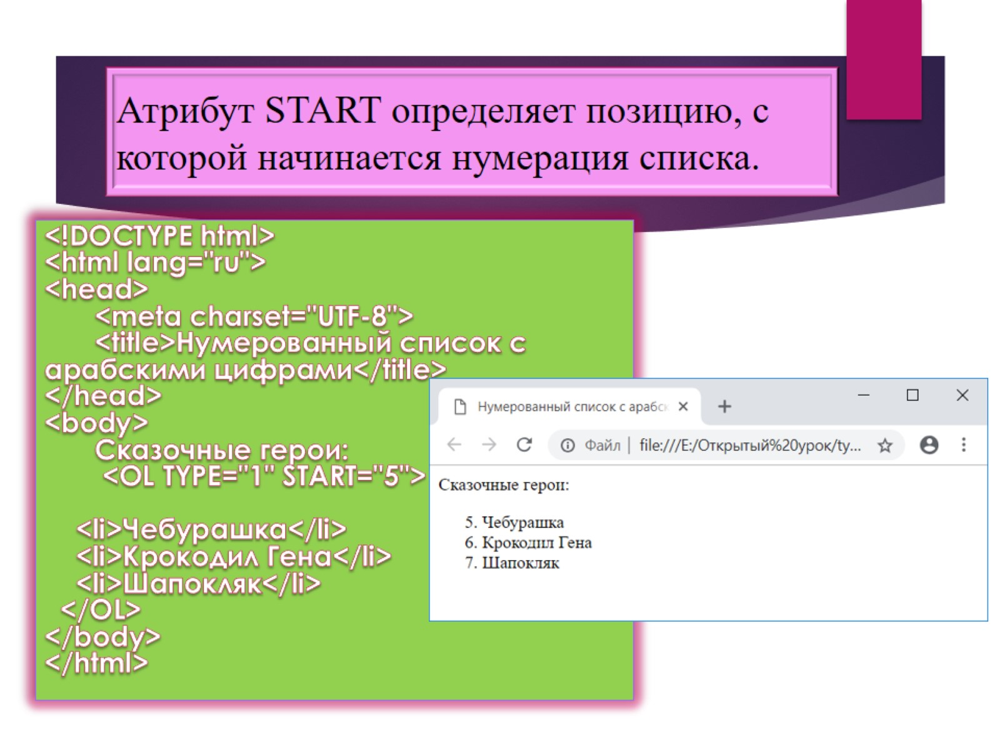 Атрибут START определяет позицию, с
которой начинается нумерация списка.
<!DOCTYPE html>
<html lang="ru">
<head>
<meta charset="UTF-8">
<title>Нумерованный список с
арабскими цифрами</title>
</head>
<body>
Сказочные герои:
<OL TYPE="1" START="5">
<li>Чебурашка</li>
<li>Крокодил Гена</li>
<li>Шапокляк</li>
</OL>
</body>
</html>
Нумерованный список с арабск
Файл | file:///E:/Открытый%20урок/ty...
Сказочные герои:
5. Чебурашка
6. Крокодил Гена
7. Шапокляк